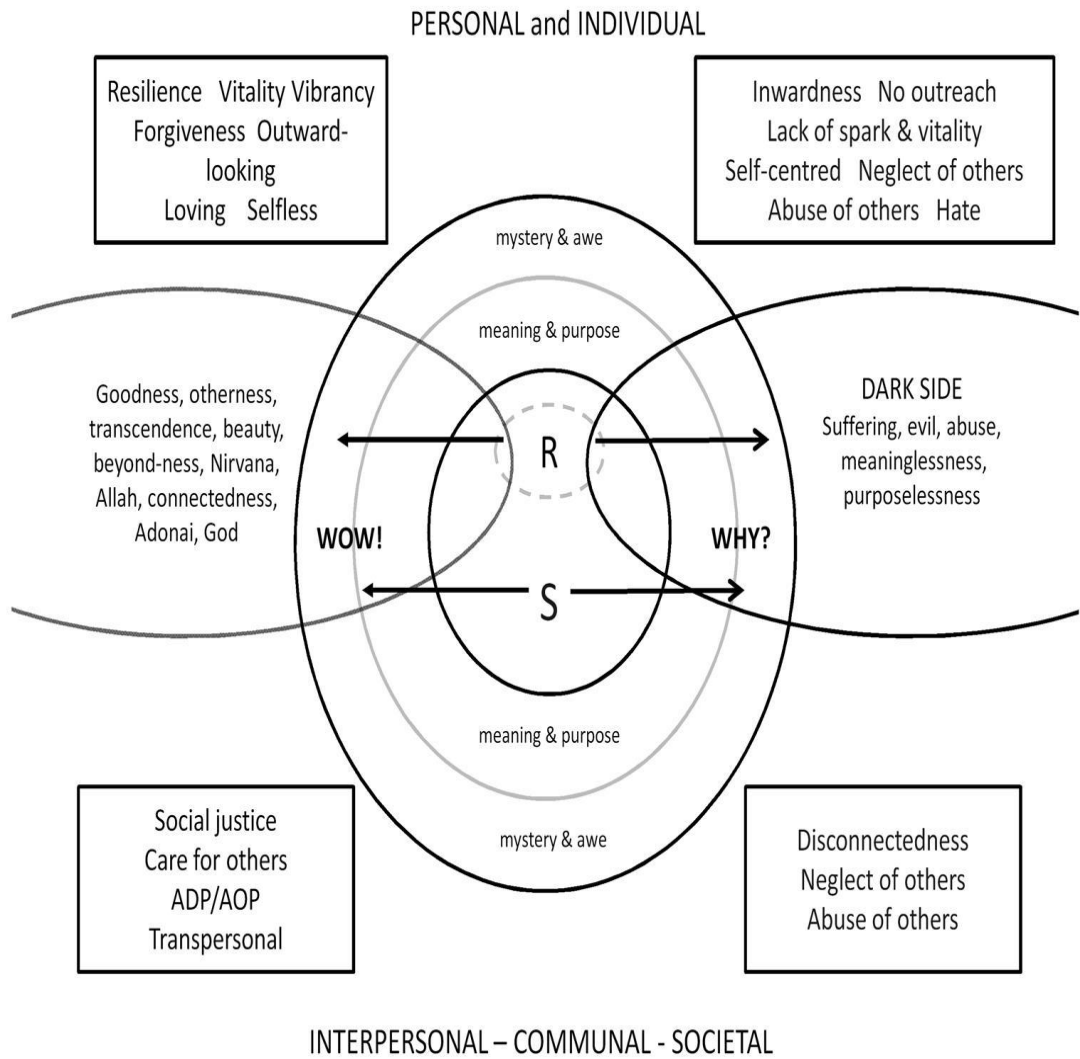 PERSONAL and INDIVIDUAL
Resilience Vitality Vibrancy
Forgiveness Outward-
looking
Loving Selfless
Inwardness No outreach
Lack of spark & vitality
Self-centred Neglect of others
Abuse of others Hate
mystery & awe
meaning & purpose
Goodness, otherness,
transcendence, beauty,
beyond-ness, Nirvana,
Allah, connectedness,
Adonai, God
R
DARK SIDE
Suffering, evil, abuse,
meaninglessness,
purposelessness
WOW!
WHY?
S
meaning & purpose
mystery & awe
Social justice
Care for others
ADP/AOP
Transpersonal
Disconnectedness
Neglect of others
Abuse of others
INTERPERSONAL – COMMUNAL - SOCIETAL